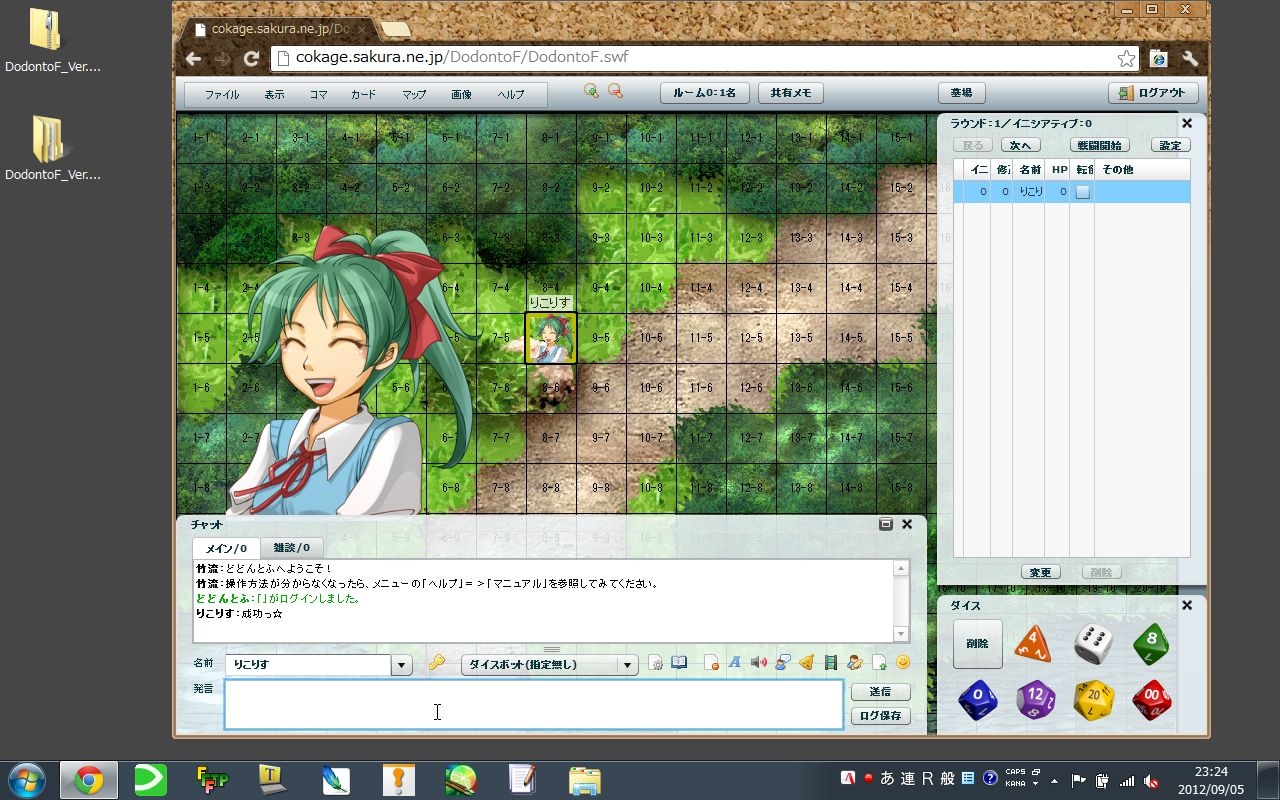 DodontoF_Ver....
DodontoF_Ver....
cokage.sakura.ne.jp/Do
cokage.sakura.ne.jp/DodontoF/DodontoF.swf
ファイル 表示 コマ カード マップ 画像 ヘルプ
ルーム0:1名 共有メモ 墓場 ログアウト
1-1 2-1 3-1 4-1 5-1 6-1 7-1 8-1 9-1 10-1 11-1 12-1 13-1 14-1 15-1
1-2 2-2 3-2 4-2 5-2 6-2 7-2 8-2 9-2 10-2 11-2 12-2 13-2 14-2 15-2
3-3 6-3 7-3 8-3 9-3 10-3 11-3 12-3 13-3 14-3 15-3
1-4 7-4 8-4 9-4 10-4 11-4 12-4 13-4 14-4 15-4
りこりす
1-5 7-5 9-5 10-5 11-5 12-5 13-5 14-5 15-5
1-6 2-6 5-6 6-6 7-6 8-6 9-6 10-6 11-6 12-6 13-6 14-6 15-6
1-7 2-7 6-7 7-7 8-7 9-7 10-7 11-7 12-7 13-7 14-7 15-7
1-8 6-8 7-8 8-8 9-8 10-8 11-8 12-8 13-8 14-8 15-8
ラウンド:1/イニシアティブ:0
戻る 次へ 戦闘開始 設定
イニ 修 名前 HP 転 その他
0 0 りこり 0
変更 削除
チャット
メイン/0 雑談/0
竹流:どどんとふへようこそ!
竹流:操作方法が分からなくなったら、メニューの「ヘルプ」=>「マニュアル」を参照してみてください。
どどんとふ:「」がログインしました。
りこりす:成功っ☆
名前 りこりす ダイスボット(指定無し)
発言
送信
ログ保存
ダイス
削除 4 3 2 8 7
0 12 8 20 00
FFFTP
T
あ 連 R 般 CAPS KANA
23:24
2012/09/05